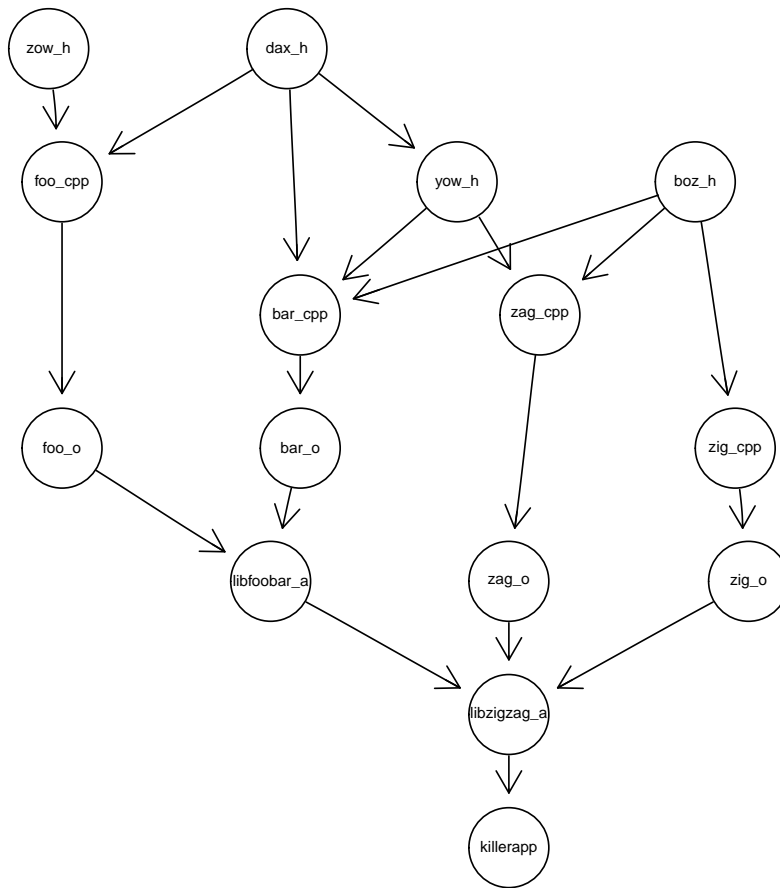 zow_h
dax_h
foo_cpp
yow_h
boz_h
bar_cpp
zag_cpp
foo_o
bar_o
zig_cpp
libfoobar_a
zag_o
zig_o
libzigzag_a
killerapp